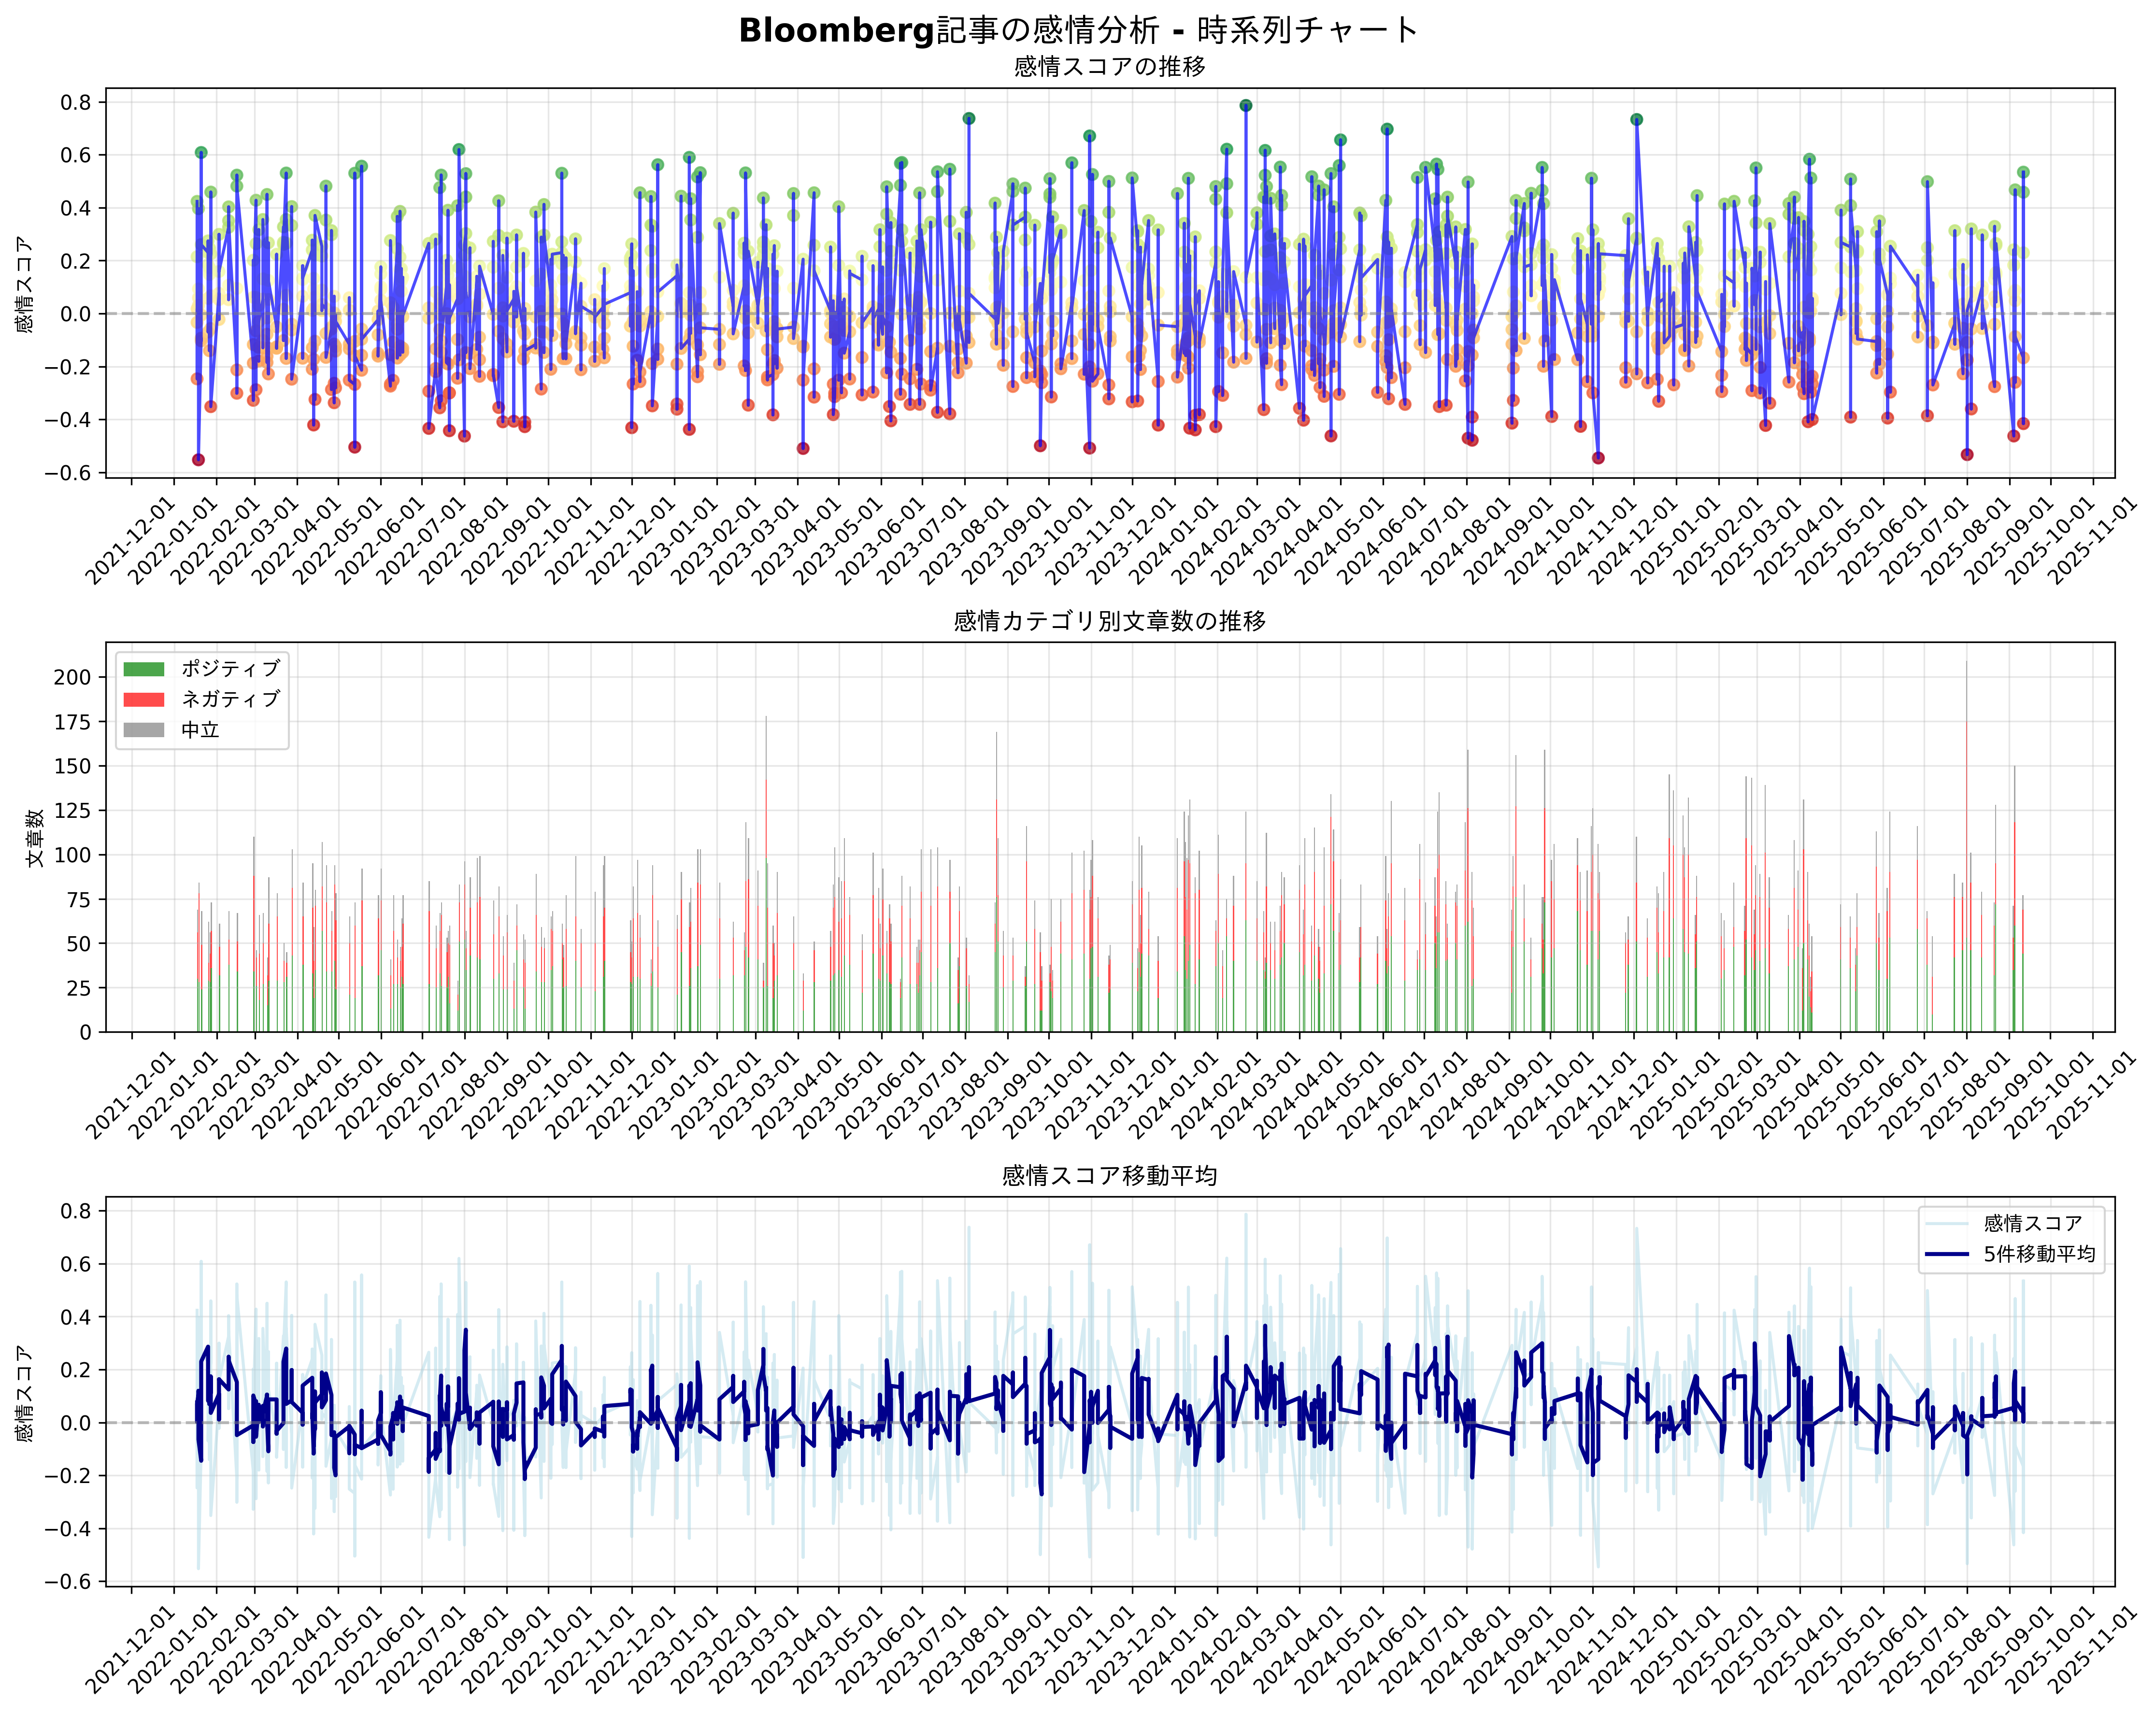 Bloomberg記事の感情分析 - 時系列チャート
感情スコアの推移
感情スコア
0.8
0.6
0.4
0.2
0.0
−0.2
−0.4
−0.6
2021-12-01 2022-01-01 2022-02-01 2022-03-01 2022-04-01 2022-05-01 2022-06-01 2022-07-01 2022-08-01 2022-09-01 2022-10-01 2022-11-01 2022-12-01 2023-01-01 2023-02-01 2023-03-01 2023-04-01 2023-05-01 2023-06-01 2023-07-01 2023-08-01 2023-09-01 2023-10-01 2023-11-01 2023-12-01 2024-01-01 2024-02-01 2024-03-01 2024-04-01 2024-05-01 2024-06-01 2024-07-01 2024-08-01 2024-09-01 2024-10-01 2024-11-01 2024-12-01 2025-01-01 2025-02-01 2025-03-01 2025-04-01 2025-05-01 2025-06-01 2025-07-01 2025-08-01 2025-09-01 2025-10-01 2025-11-01
感情カテゴリ別文章数の推移
ポジティブ
ネガティブ
中立
文章数
200
175
150
125
100
75
50
25
0
2021-12-01 2022-01-01 2022-02-01 2022-03-01 2022-04-01 2022-05-01 2022-06-01 2022-07-01 2022-08-01 2022-09-01 2022-10-01 2022-11-01 2022-12-01 2023-01-01 2023-02-01 2023-03-01 2023-04-01 2023-05-01 2023-06-01 2023-07-01 2023-08-01 2023-09-01 2023-10-01 2023-11-01 2023-12-01 2024-01-01 2024-02-01 2024-03-01 2024-04-01 2024-05-01 2024-06-01 2024-07-01 2024-08-01 2024-09-01 2024-10-01 2024-11-01 2024-12-01 2025-01-01 2025-02-01 2025-03-01 2025-04-01 2025-05-01 2025-06-01 2025-07-01 2025-08-01 2025-09-01 2025-10-01 2025-11-01
感情スコア移動平均
感情スコア
5件移動平均
感情スコア
0.8
0.6
0.4
0.2
0.0
−0.2
−0.4
−0.6
2021-12-01 2022-01-01 2022-02-01 2022-03-01 2022-04-01 2022-05-01 2022-06-01 2022-07-01 2022-08-01 2022-09-01 2022-10-01 2022-11-01 2022-12-01 2023-01-01 2023-02-01 2023-03-01 2023-04-01 2023-05-01 2023-06-01 2023-07-01 2023-08-01 2023-09-01 2023-10-01 2023-11-01 2023-12-01 2024-01-01 2024-02-01 2024-03-01 2024-04-01 2024-05-01 2024-06-01 2024-07-01 2024-08-01 2024-09-01 2024-10-01 2024-11-01 2024-12-01 2025-01-01 2025-02-01 2025-03-01 2025-04-01 2025-05-01 2025-06-01 2025-07-01 2025-08-01 2025-09-01 2025-10-01 2025-11-01